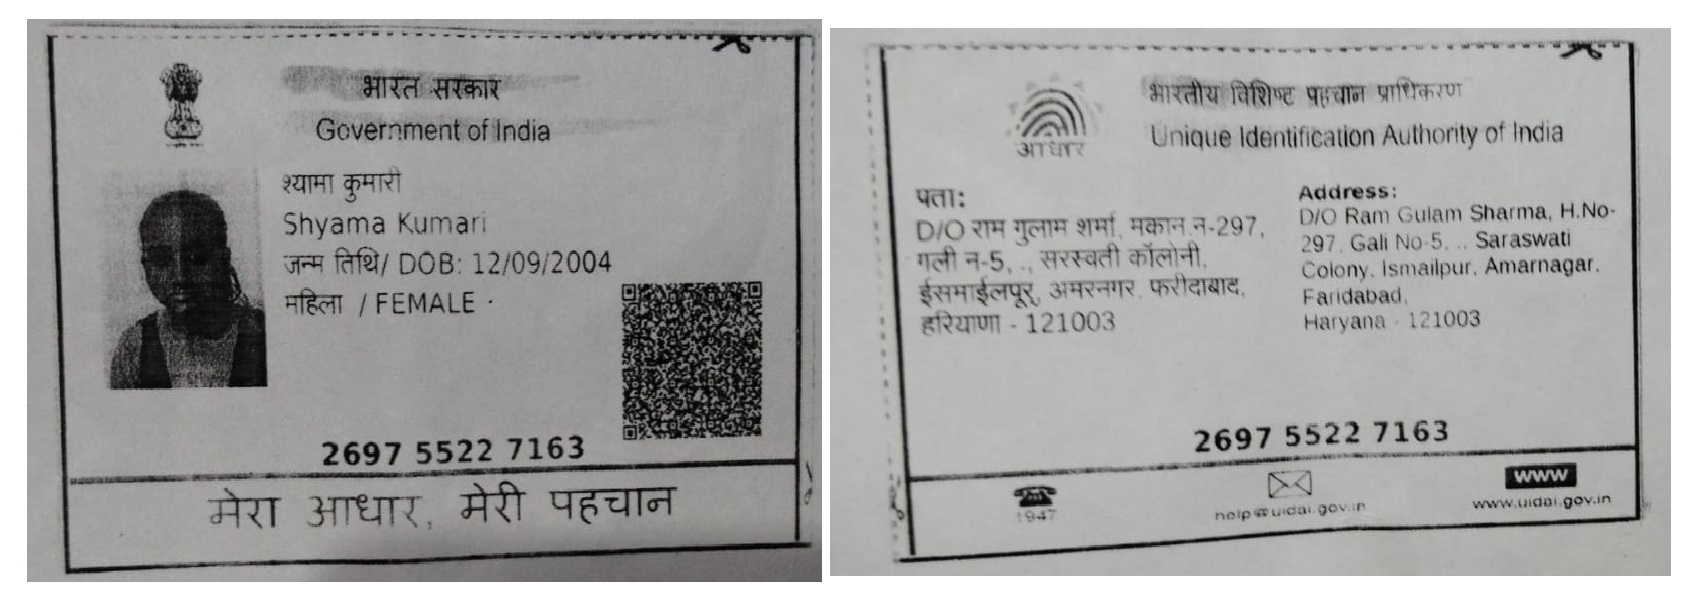 भारत सरकार
Government of India
श्यामा कुमारी
Shyama Kumari
जन्म तिथि/ DOB: 12/09/2004
महिला / FEMALE
2697 5522 7163
मेरा आधार, मेरी पहचान
भारतीय विशिष्ट पहचान प्राधिकरण
Unique Identification Authority of India
आधार
पता:
D/O राम गुलाम शर्मा, मकान.न-297,
गली न-5, ., सरस्वती कॉलोनी,
ईसमाईलपूर, अमरनगर, फरीदाबाद,
हरियाणा - 121003
Address:
D/O Ram Gulam Sharma, H.No-
297, Gali No-5, ., Saraswati
Colony, Ismailpur, Amarnagar,
Faridabad,
Haryana - 121003
2697 5522 7163
1947
help@uidai.gov.in
www
www.uidai.gov.in